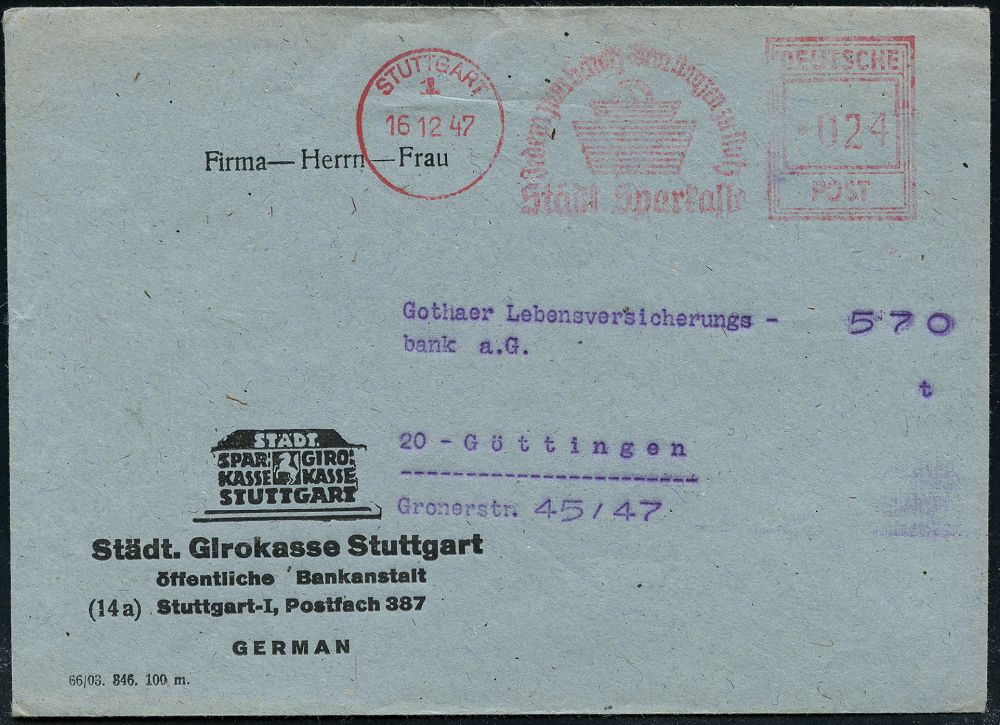 STUTTGART
1
16 12 47
Städt. Sparkasse
DEUTSCHE
024
POST
Firma — Herrn — Frau
Gothaer Lebensversicherungs -
bank a.G.
570
t
20 - Göttingen
Gronerstr. 45/47
STÄDT.
SPAR- GIRO-
KASSE KASSE
STUTTGART
Städt. Girokasse Stuttgart
öffentliche Bankanstalt
(14a) Stuttgart-I, Postfach 387
GERMAN
66/03. 846. 100 m.